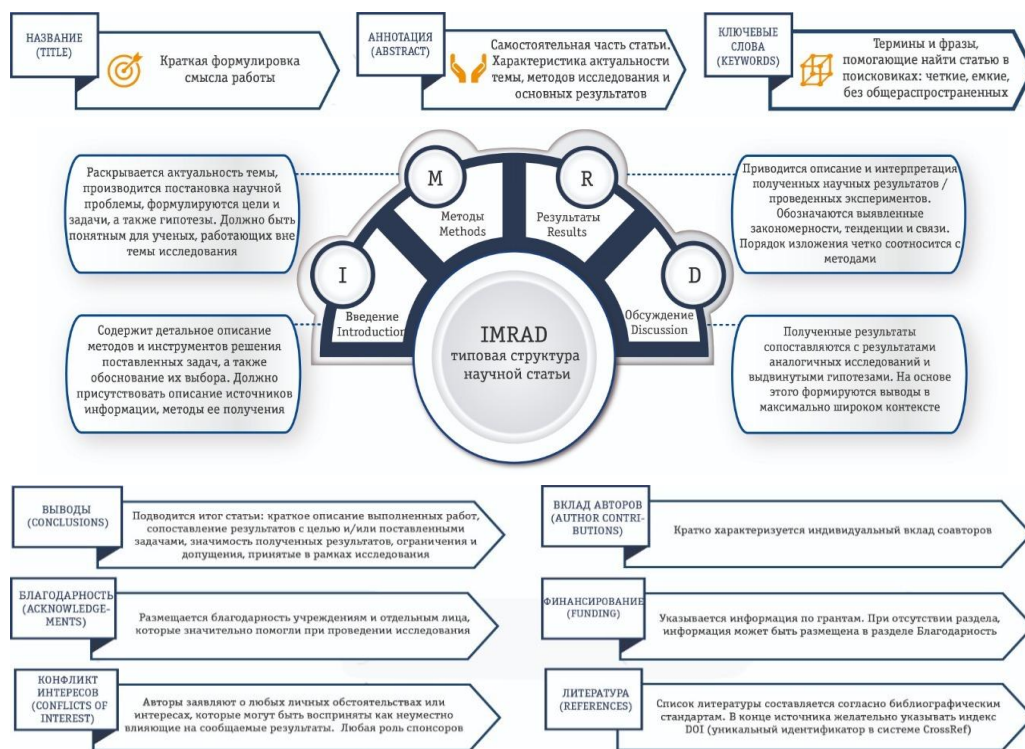 НАЗВАНИЕ
(TITLE)
Краткая формулировка
смысла работы
АННОТАЦИЯ
(ABSTRACT)
Самостоятельная часть статьи.
Характеристика актуальности
темы, методов исследования и
основных результатов
КЛЮЧЕВЫЕ
СЛОВА
(KEYWORDS)
Термины и фразы,
помогающие найти статью в
поисковиках: четкие, емкие,
без общераспространенных
Раскрывается актуальность темы,
производится постановка научной
проблемы, формулируются цели и
задачи, а также гипотезы. Должно быть
понятным для ученых, работающих вне
темы исследования
Содержит детальное описание
методов и инструментов решения
поставленных задач, а также
обоснование их выбора. Должно
присутствовать описание источников
информации, методы ее получения
I
Введение
Introduction
M
Методы
Methods
R
Результаты
Results
D
Обсуждение
Discussion
IMRAD
типовая структура
научной статьи
Приводится описание и интерпретация
полученных научных результатов /
проведенных экспериментов.
Обозначаются выявленные
закономерности, тенденции и связи.
Порядок изложения четко соотносится с
методами
Полученные результаты
сопоставляются с результатами
аналогичных исследований и
выдвинутыми гипотезами. На основе
этого формируются выводы в
максимально широком контексте
ВЫВОДЫ
(CONCLUSIONS)
Подводится итог статьи: краткое описание выполненных работ,
сопоставление результатов с целью и/или поставленными
задачами, значимость полученных результатов, ограничения и
допущения, принятые в рамках исследования
ВКЛАД АВТОРОВ
(AUTHOR CONTRI-
BUTIONS)
Кратко характеризуется индивидуальный вклад соавторов
БЛАГОДАРНОСТЬ
(ACKNOWLEDGE-
MENTS)
Размещается благодарность учреждениям и отдельным лица,
которые значительно помогли при проведении исследования
ФИНАНСИРОВАНИЕ
(FUNDING)
Указывается информация по грантам. При отсутствии раздела,
информация может быть размещена в разделе Благодарность
КОНФЛИКТ
ИНТЕРЕСОВ
(CONFLICTS OF
INTEREST)
Авторы заявляют о любых личных обстоятельствах или
интересах, которые могут быть восприняты как неуместно
влияющие на сообщаемые результаты. Любая роль спонсоров
ЛИТЕРАТУРА
(REFERENCES)
Список литературы составляется согласно библиографическим
стандартам. В конце источника желательно указывать индекс
DOI (уникальный идентификатор в системе CrossRef)